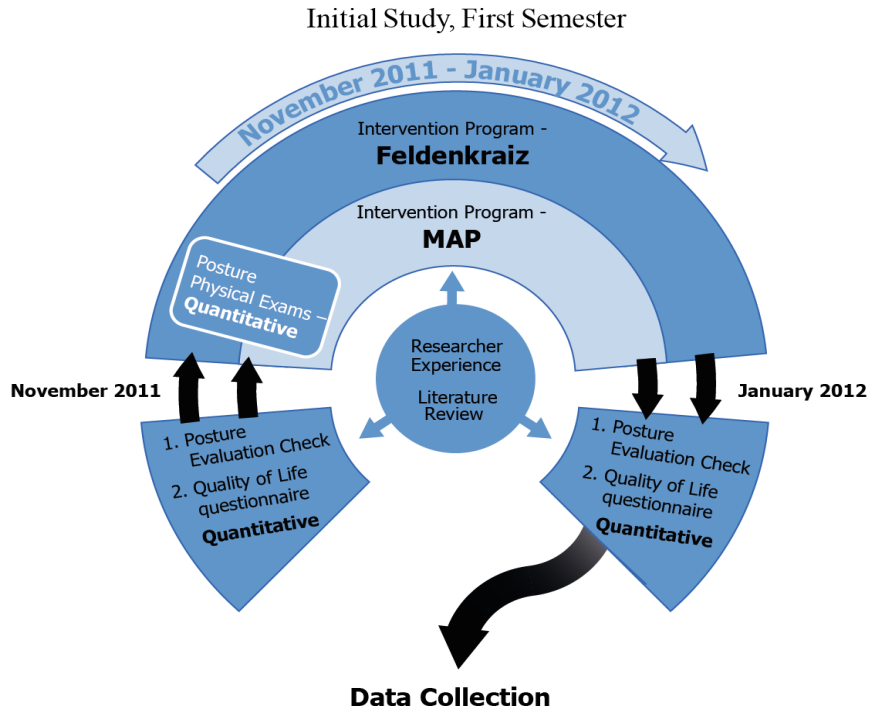 Initial Study, First Semester
November 2011 - January 2012
Intervention Program -
Feldenkraiz
Intervention Program -
MAP
Posture
Physical Exams –
Quantitative
Researcher
Experience
Literature
Review
November 2011
January 2012
1. Posture
Evaluation Check
2. Quality of Life
questionnaire
Quantitative
1. Posture
Evaluation Check
2. Quality of Life
questionnaire
Quantitative
Data Collection